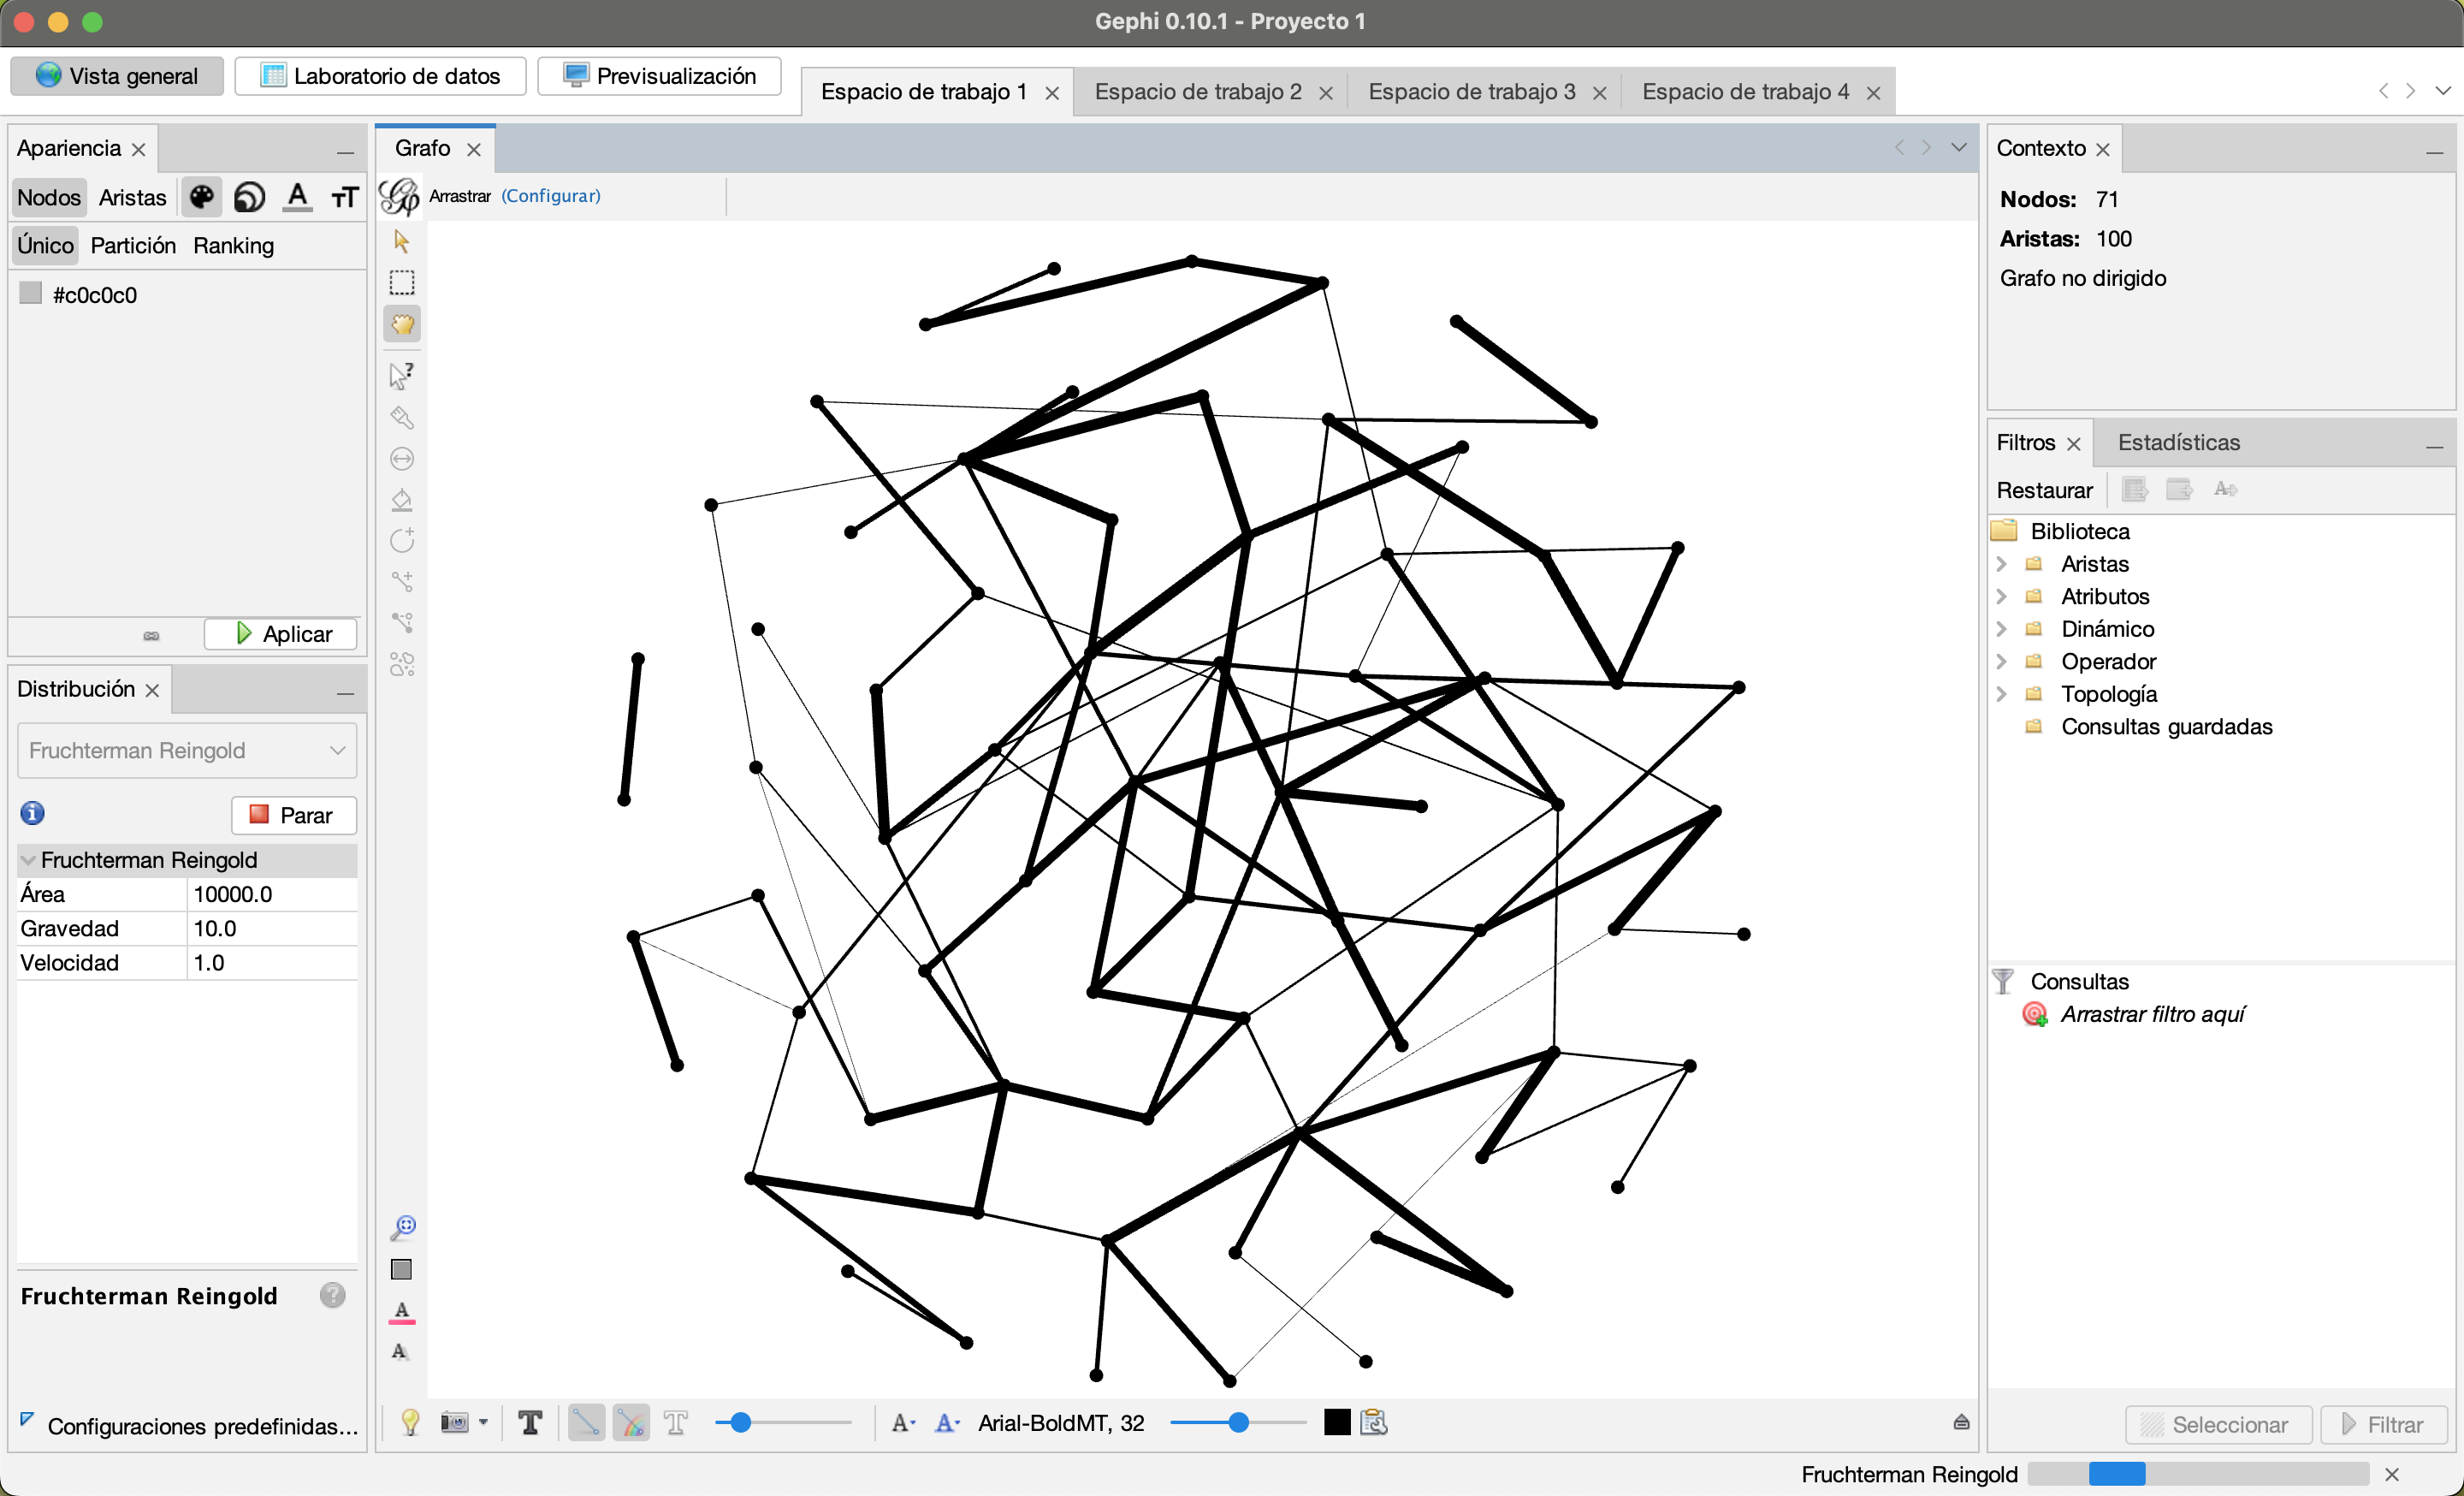 Gephi 0.10.1 - Proyecto 1
Vista general
Laboratorio de datos
Previsualización
Espacio de trabajo 1
Espacio de trabajo 2
Espacio de trabajo 3
Espacio de trabajo 4
Apariencia
Nodos Aristas
Único Partición Ranking
#c0c0c0
Aplicar
Distribución
Fruchterman Reingold
Parar
Fruchterman Reingold
Área 10000.0
Gravedad 10.0
Velocidad 1.0
Fruchterman Reingold
Configuraciones predefinidas...
Grafo
Arrastrar (Configurar)
Arial-BoldMT, 32
Contexto
Nodos: 71
Aristas: 100
Grafo no dirigido
Filtros
Estadísticas
Restaurar
Biblioteca
Aristas
Atributos
Dinámico
Operador
Topología
Consultas guardadas
Consultas
Arrastrar filtro aquí
Seleccionar
Filtrar
Fruchterman Reingold